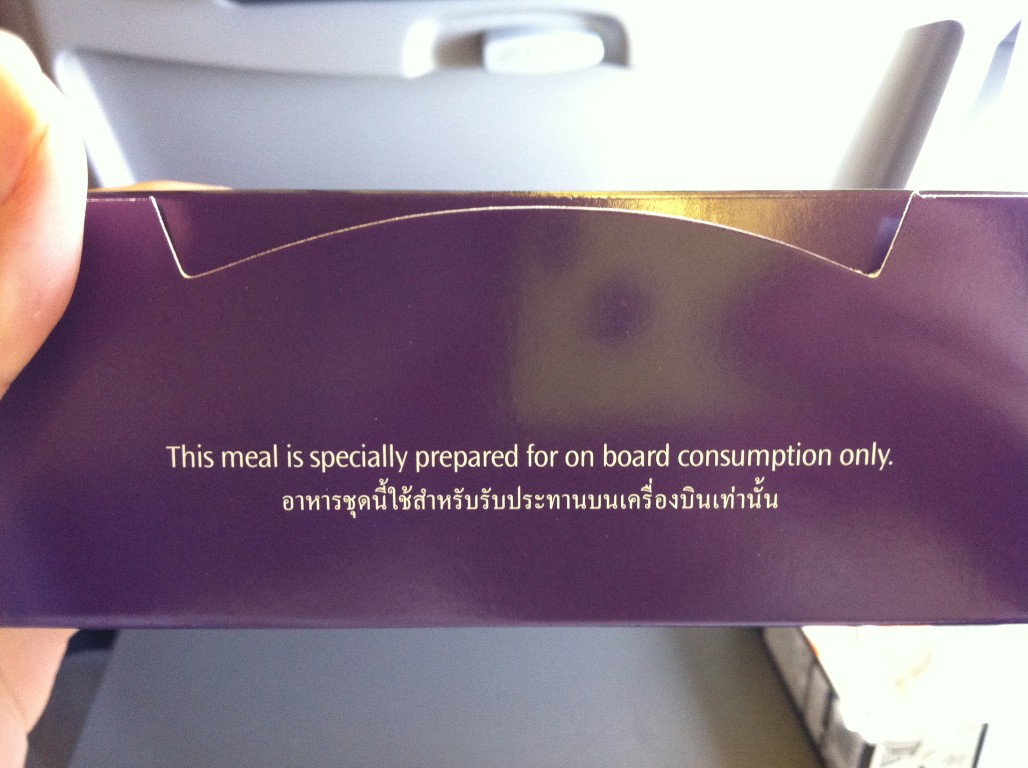 This meal is specially prepared for on board consumption only.
อาหารชุดนี้ใช้สำหรับรับประทานบนเครื่องบินเท่านั้น